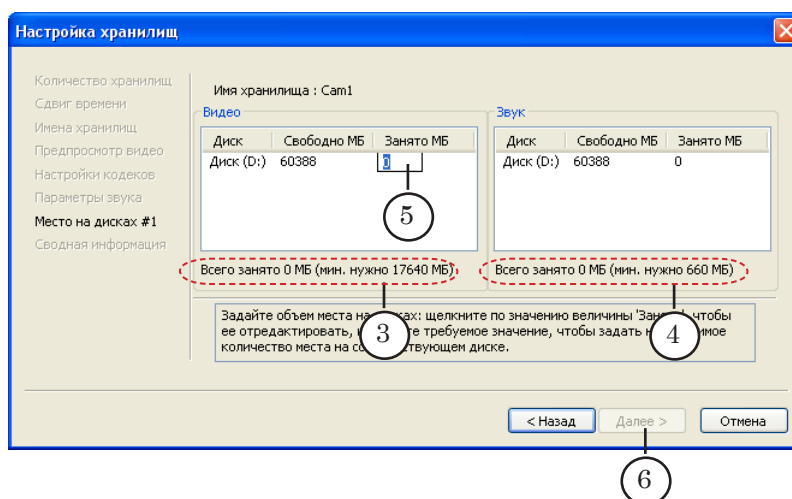 Настройка хранилищ
Количество хранилищ
Сдвиг времени
Имена хранилищ
Предпросмотр видео
Настройки кодеков
Параметры звука
Место на дисках #1
Сводная информация
Имя хранилища : Cam1
Видео
Диск Свободно МБ Занято МБ
Диск (D:) 60388 0
5
Всего занято 0 МБ (мин. нужно 17640 МБ)
3
Звук
Диск Свободно МБ Занято МБ
Диск (D:) 60388 0
Всего занято 0 МБ (мин. нужно 660 МБ)
4
Задайте объем места на дисках: щелкните по значению величины 'Занято', чтобы
ее отредактировать, требуемое значение, чтобы задать
количество места на соответствующем диске.
< Назад
Далее >
Отмена
6